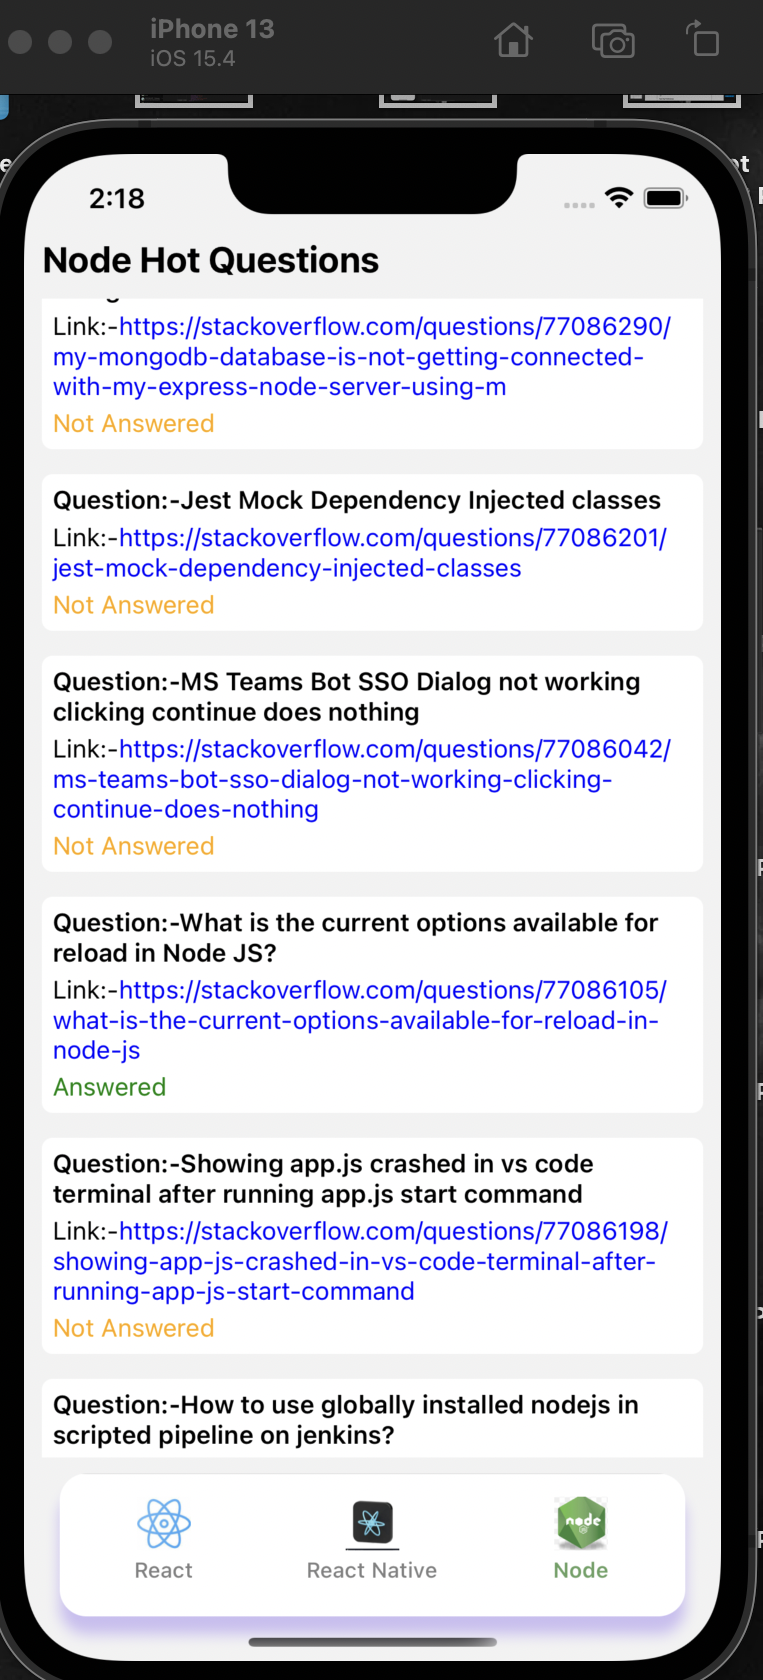 iPhone 13
iOS 15.4
2:18
Node Hot Questions
Link:-https://stackoverflow.com/questions/77086290/
my-mongodb-database-is-not-getting-connected-
with-my-express-node-server-using-m
Not Answered
Question:-Jest Mock Dependency Injected classes
Link:-https://stackoverflow.com/questions/77086201/
jest-mock-dependency-injected-classes
Not Answered
Question:-MS Teams Bot SSO Dialog not working
clicking continue does nothing
Link:-https://stackoverflow.com/questions/77086042/
ms-teams-bot-sso-dialog-not-working-clicking-
continue-does-nothing
Not Answered
Question:-What is the current options available for
reload in Node JS?
Link:-https://stackoverflow.com/questions/77086105/
what-is-the-current-options-available-for-reload-in-
node-js
Answered
Question:-Showing app.js crashed in vs code
terminal after running app.js start command
Link:-https://stackoverflow.com/questions/77086198/
showing-app-js-crashed-in-vs-code-terminal-after-
running-app-js-start-command
Not Answered
Question:-How to use globally installed nodejs in
scripted pipeline on jenkins?
node
React
React Native
Node